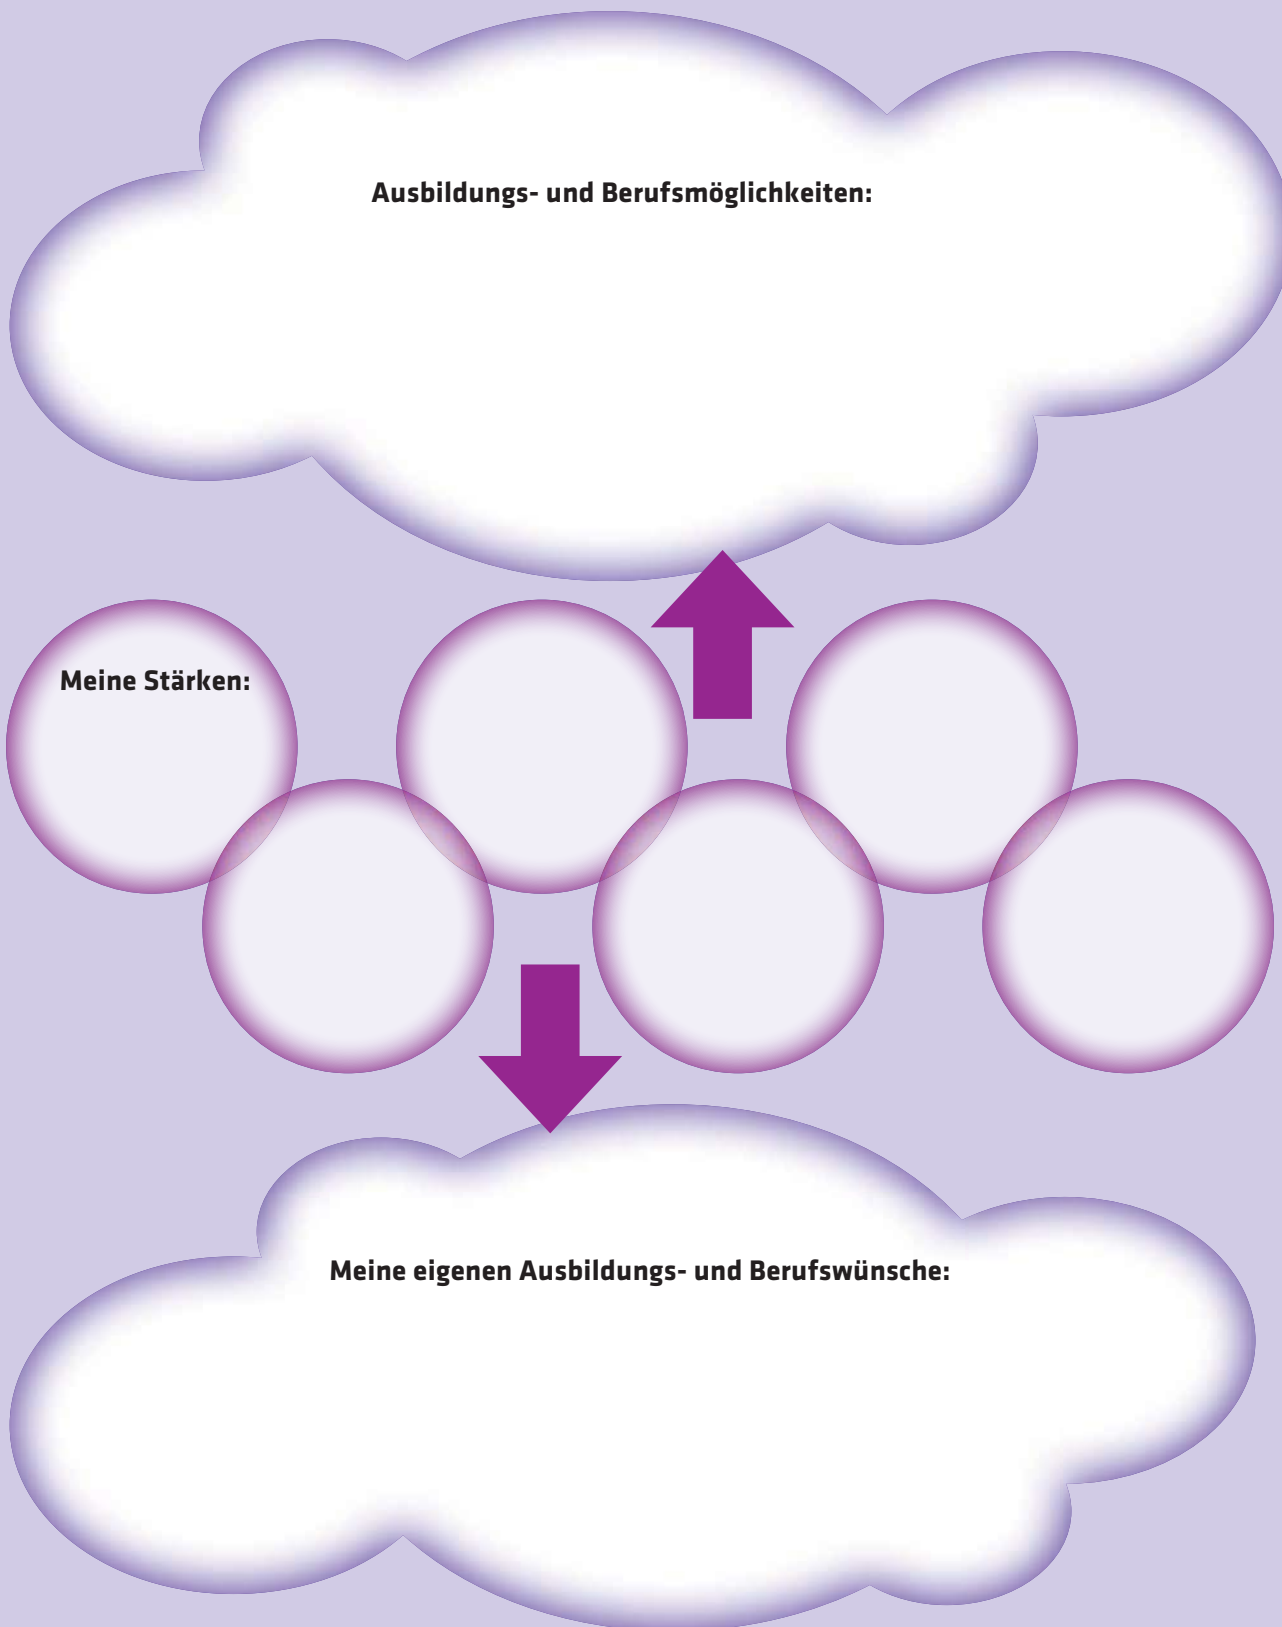 Ausbildungs- und Berufsmöglichkeiten:
Meine Stärken:
Meine eigenen Ausbildungs- und Berufswünsche: